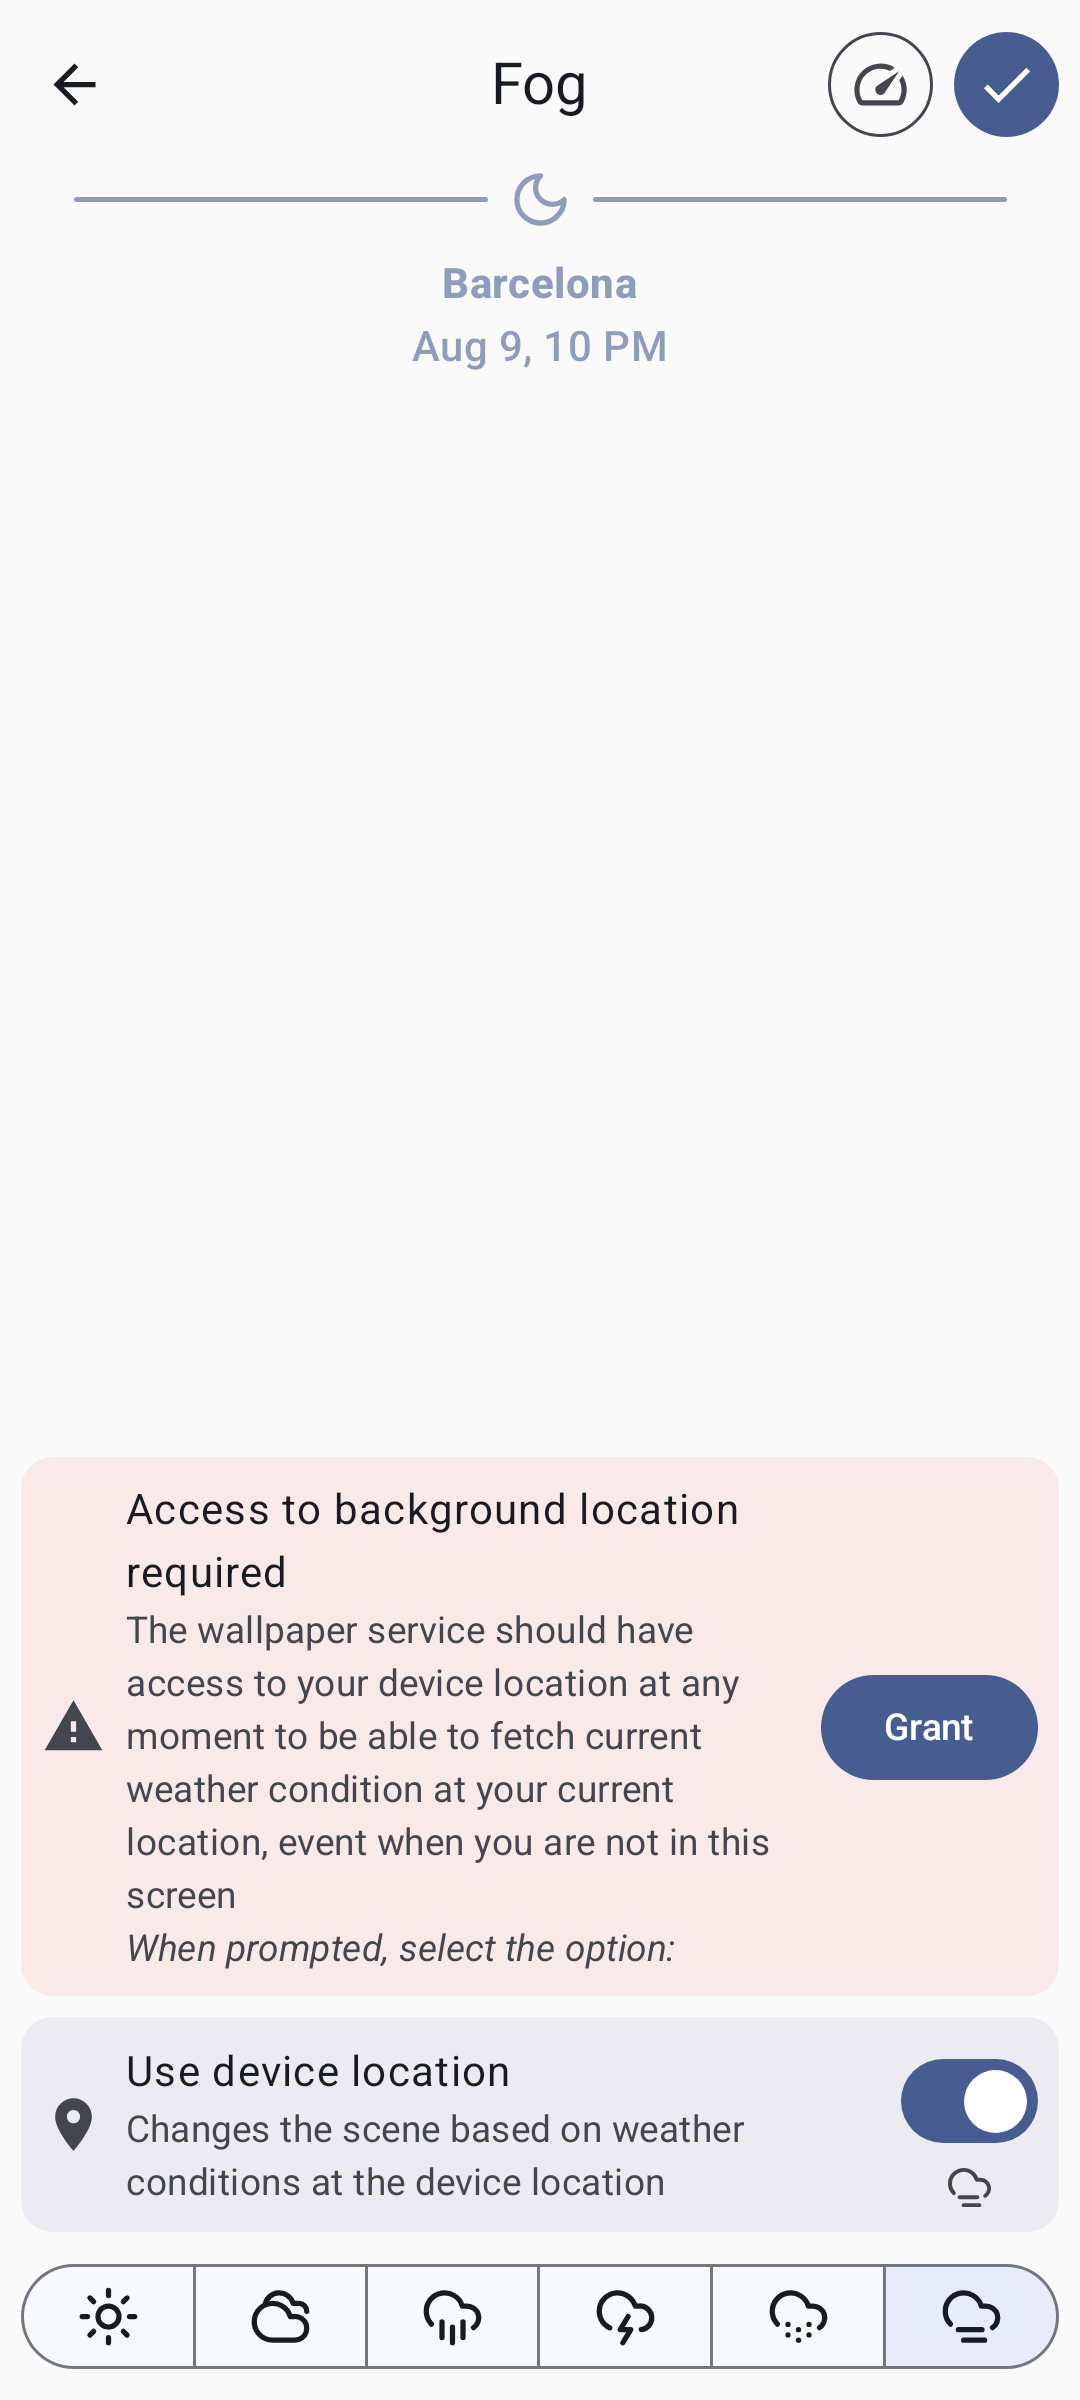 Fog
Barcelona
Aug 9, 10 PM
Access to background location
required
The wallpaper service should have
access to your device location at any
moment to be able to fetch current
weather condition at your current
location, event when you are not in this
screen
When prompted, select the option:
Grant
Use device location
Changes the scene based on weather
conditions at the device location